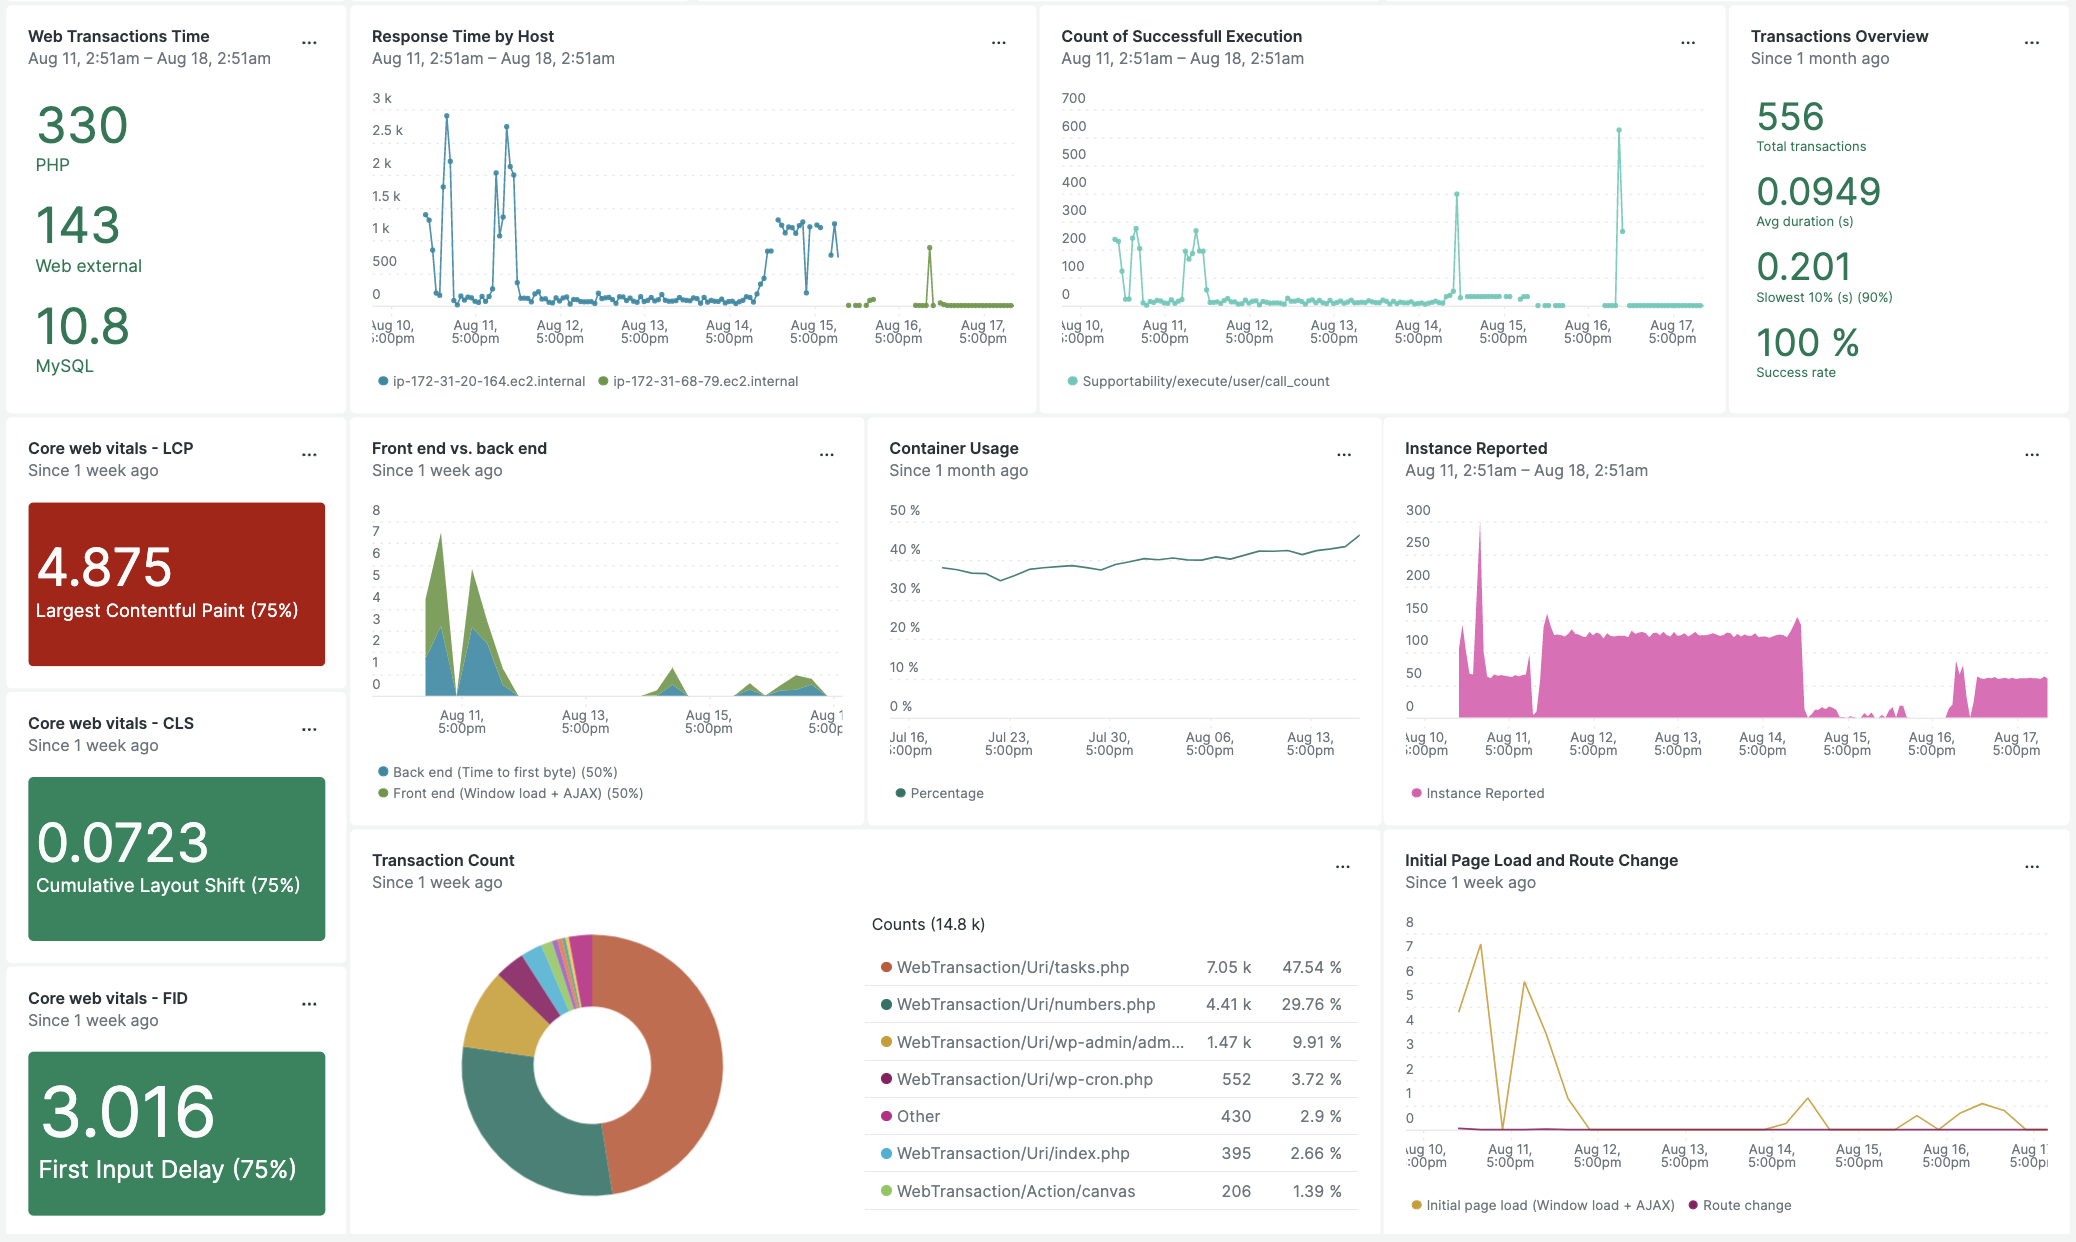 Web Transactions Time
...
Aug 11, 2:51am – Aug 18, 2:51am
330
PHP
143
Web external
10.8
MySQL
Response Time by Host
...
Aug 11, 2:51am – Aug 18, 2:51am
3 k
2.5 k
2 k
1.5 k
1 k
500
0
Aug 10, Aug 11, Aug 12, Aug 13, Aug 14, Aug 15, Aug 16, Aug 17,
5:00pm 5:00pm 5:00pm 5:00pm 5:00pm 5:00pm 5:00pm 5:00pm
ip-172-31-20-164.ec2.internal ip-172-31-68-79.ec2.internal
Count of Successfull Execution
...
Aug 11, 2:51am – Aug 18, 2:51am
700
600
500
400
300
200
100
0
Aug 10, Aug 11, Aug 12, Aug 13, Aug 14, Aug 15, Aug 16, Aug 17,
5:00pm 5:00pm 5:00pm 5:00pm 5:00pm 5:00pm 5:00pm 5:00pm
Supportability/execute/user/call_count
Transactions Overview
...
Since 1 month ago
556
Total transactions
0.0949
Avg duration (s)
0.201
Slowest 10% (s) (90%)
100 %
Success rate
Core web vitals - LCP
...
Since 1 week ago
4.875
Largest Contentful Paint (75%)
Core web vitals - CLS
...
Since 1 week ago
0.0723
Cumulative Layout Shift (75%)
Core web vitals - FID
...
Since 1 week ago
3.016
First Input Delay (75%)
Front end vs. back end
...
Since 1 week ago
8
7
6
5
4
3
2
1
0
Aug 11, Aug 13, Aug 15, Aug 1
5:00pm 5:00pm 5:00pm 5:00p
Back end (Time to first byte) (50%)
Front end (Window load + AJAX) (50%)
Container Usage
...
Since 1 month ago
50 %
40 %
30 %
20 %
10 %
0 %
Jul 16, Jul 23, Jul 30, Aug 06, Aug 13,
5:00pm 5:00pm 5:00pm 5:00pm 5:00pm
Percentage
Instance Reported
...
Aug 11, 2:51am – Aug 18, 2:51am
300
250
200
150
100
50
0
Aug 10, Aug 11, Aug 12, Aug 13, Aug 14, Aug 15, Aug 16, Aug 17,
5:00pm 5:00pm 5:00pm 5:00pm 5:00pm 5:00pm 5:00pm 5:00pm
Instance Reported
Transaction Count
...
Since 1 week ago
Counts (14.8 k)
WebTransaction/Uri/tasks.php 7.05 k 47.54 %
WebTransaction/Uri/numbers.php 4.41 k 29.76 %
WebTransaction/Uri/wp-admin/adm... 1.47 k 9.91 %
WebTransaction/Uri/wp-cron.php 552 3.72 %
Other 430 2.9 %
WebTransaction/Uri/index.php 395 2.66 %
WebTransaction/Action/canvas 206 1.39 %
Initial Page Load and Route Change
...
Since 1 week ago
8
7
6
5
4
3
2
1
0
Aug 10, Aug 11, Aug 12, Aug 13, Aug 14, Aug 15, Aug 16, Aug 1
:00pm 5:00pm 5:00pm 5:00pm 5:00pm 5:00pm 5:00pm 5:00p
Initial page load (Window load + AJAX) Route change